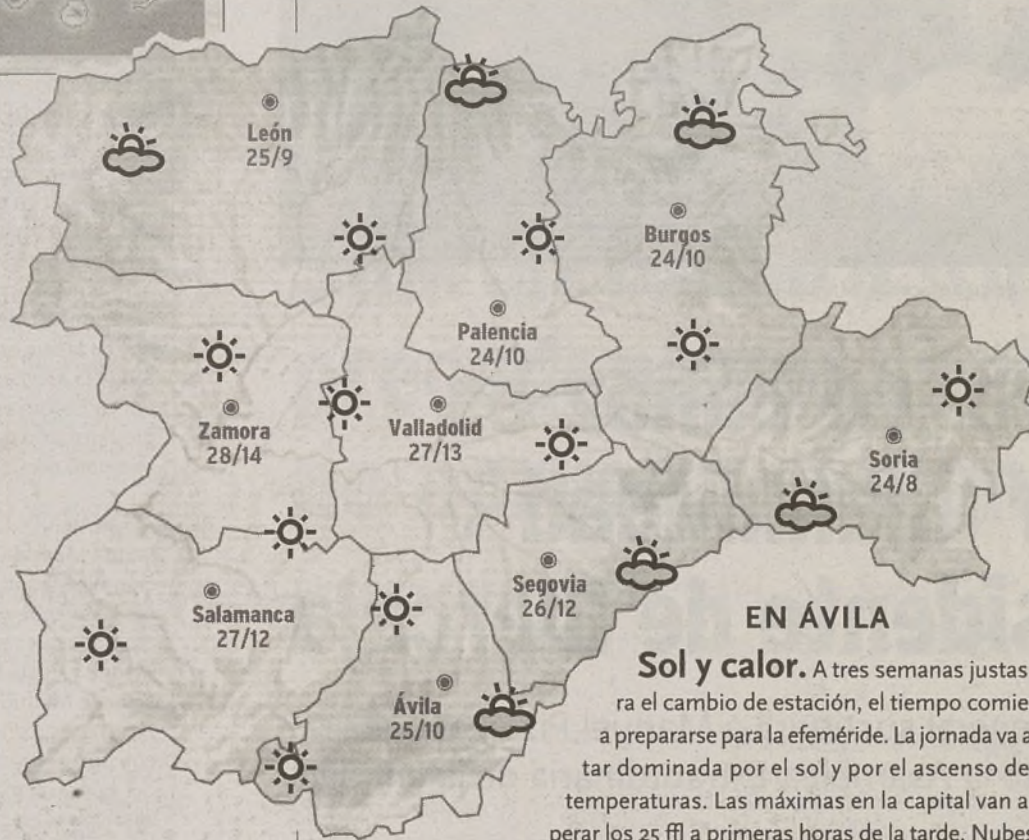 León
25/9
Burgos
24/10
Palencia
24/10
Zamora
28/14
Valladolid
27/13
Soria
24/8
Segovia
26/12
Salamanca
27/12
Ávila
25/10
EN ÁVILA
Sol y calor. A tres semanas justas
ra el cambio de estación, el tiempo comie
a prepararse para la efeméride. La jornada va a
tar dominada por el sol y por el ascenso de
temperaturas. Las máximas en la capital van a
perar los 25 ffl a primeras horas de la tarde. Nubes